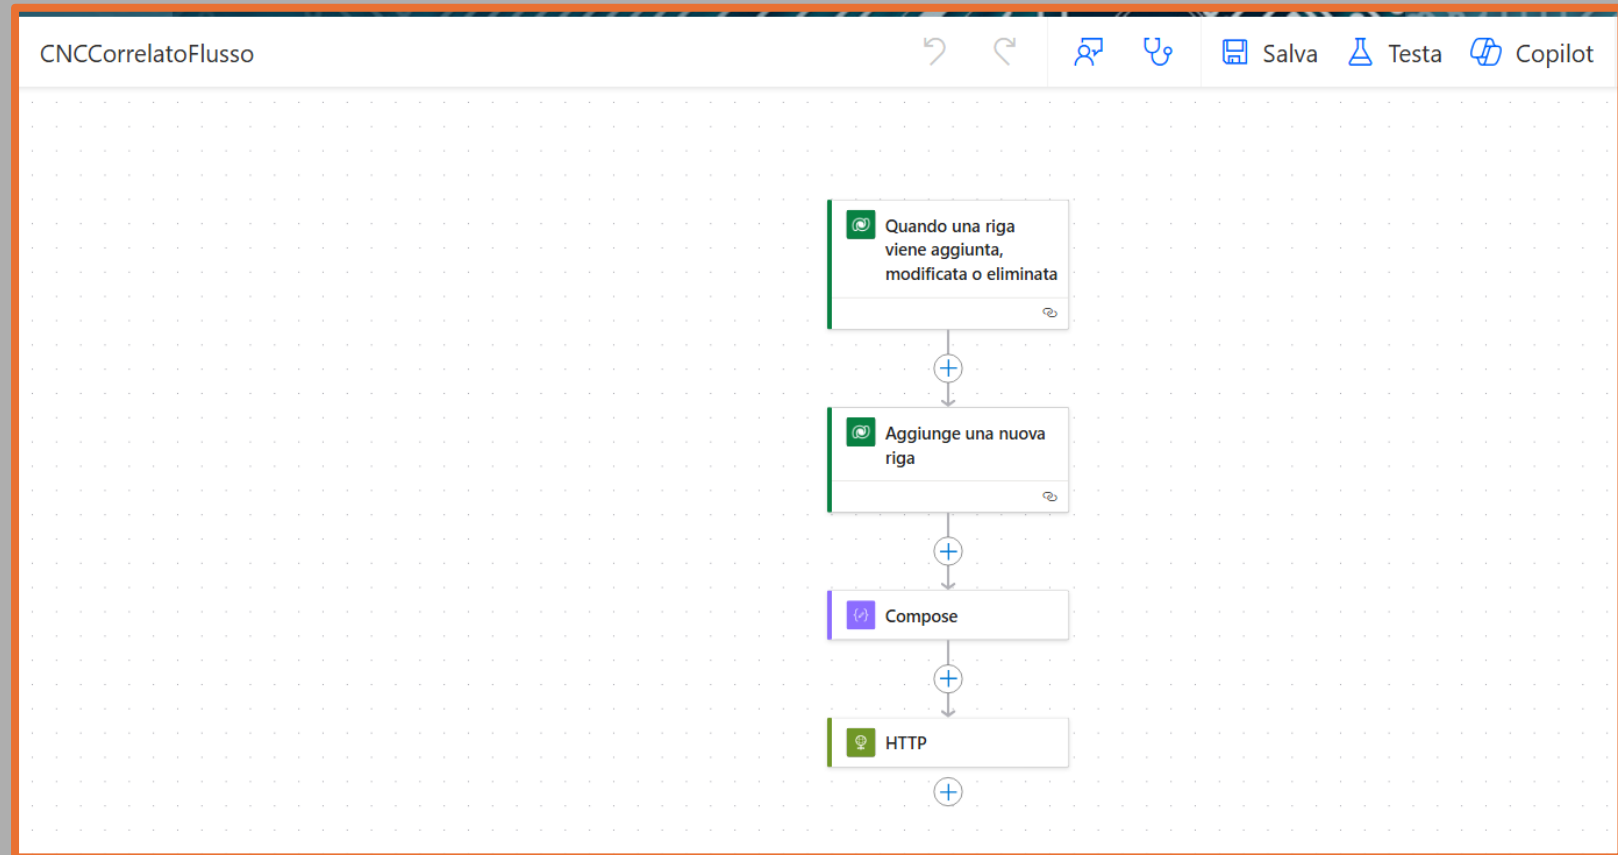 CNCCorrelatoFlusso
Salva
Testa
Copilot
Quando una riga
viene aggiunta,
modificata o eliminata
Aggiunge una nuova
riga
Compose
HTTP